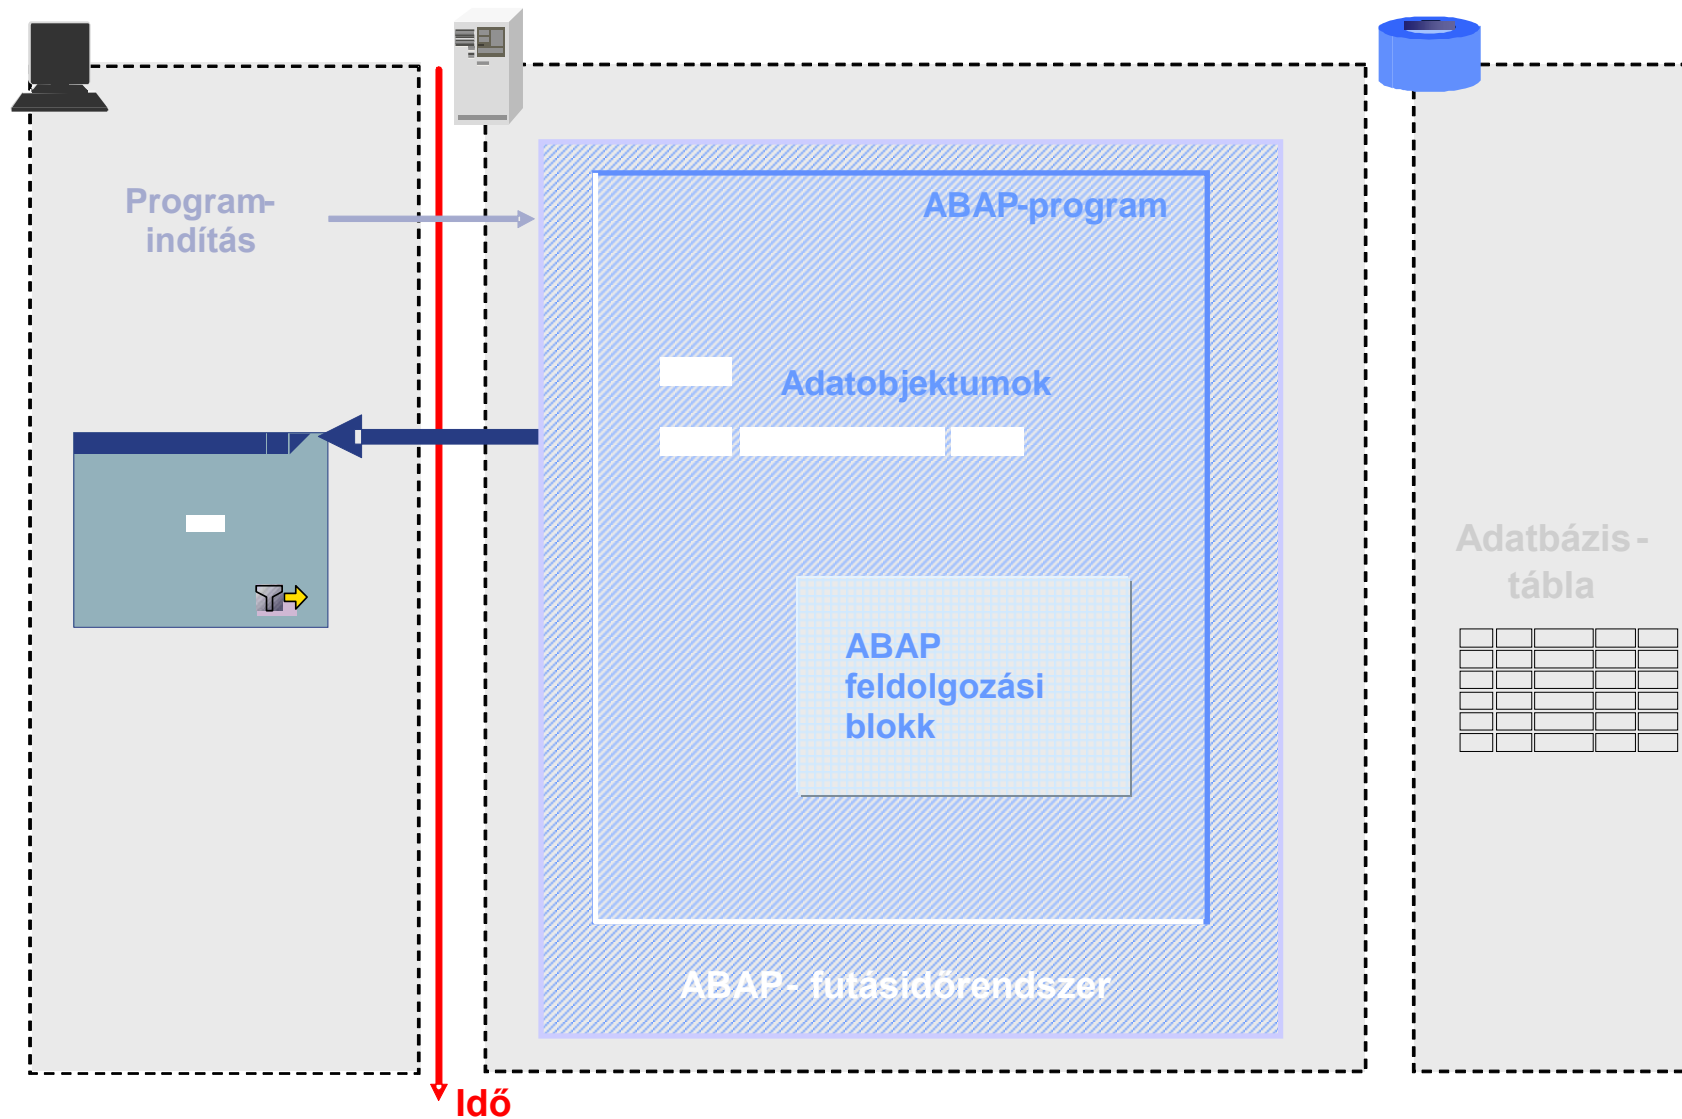 Program-
indítás
ABAP-program
Adatobjektumok
Adatbázis -
tábla
ABAP
feldolgozási
blokk
ABAP - futásidőrendszer
Idő